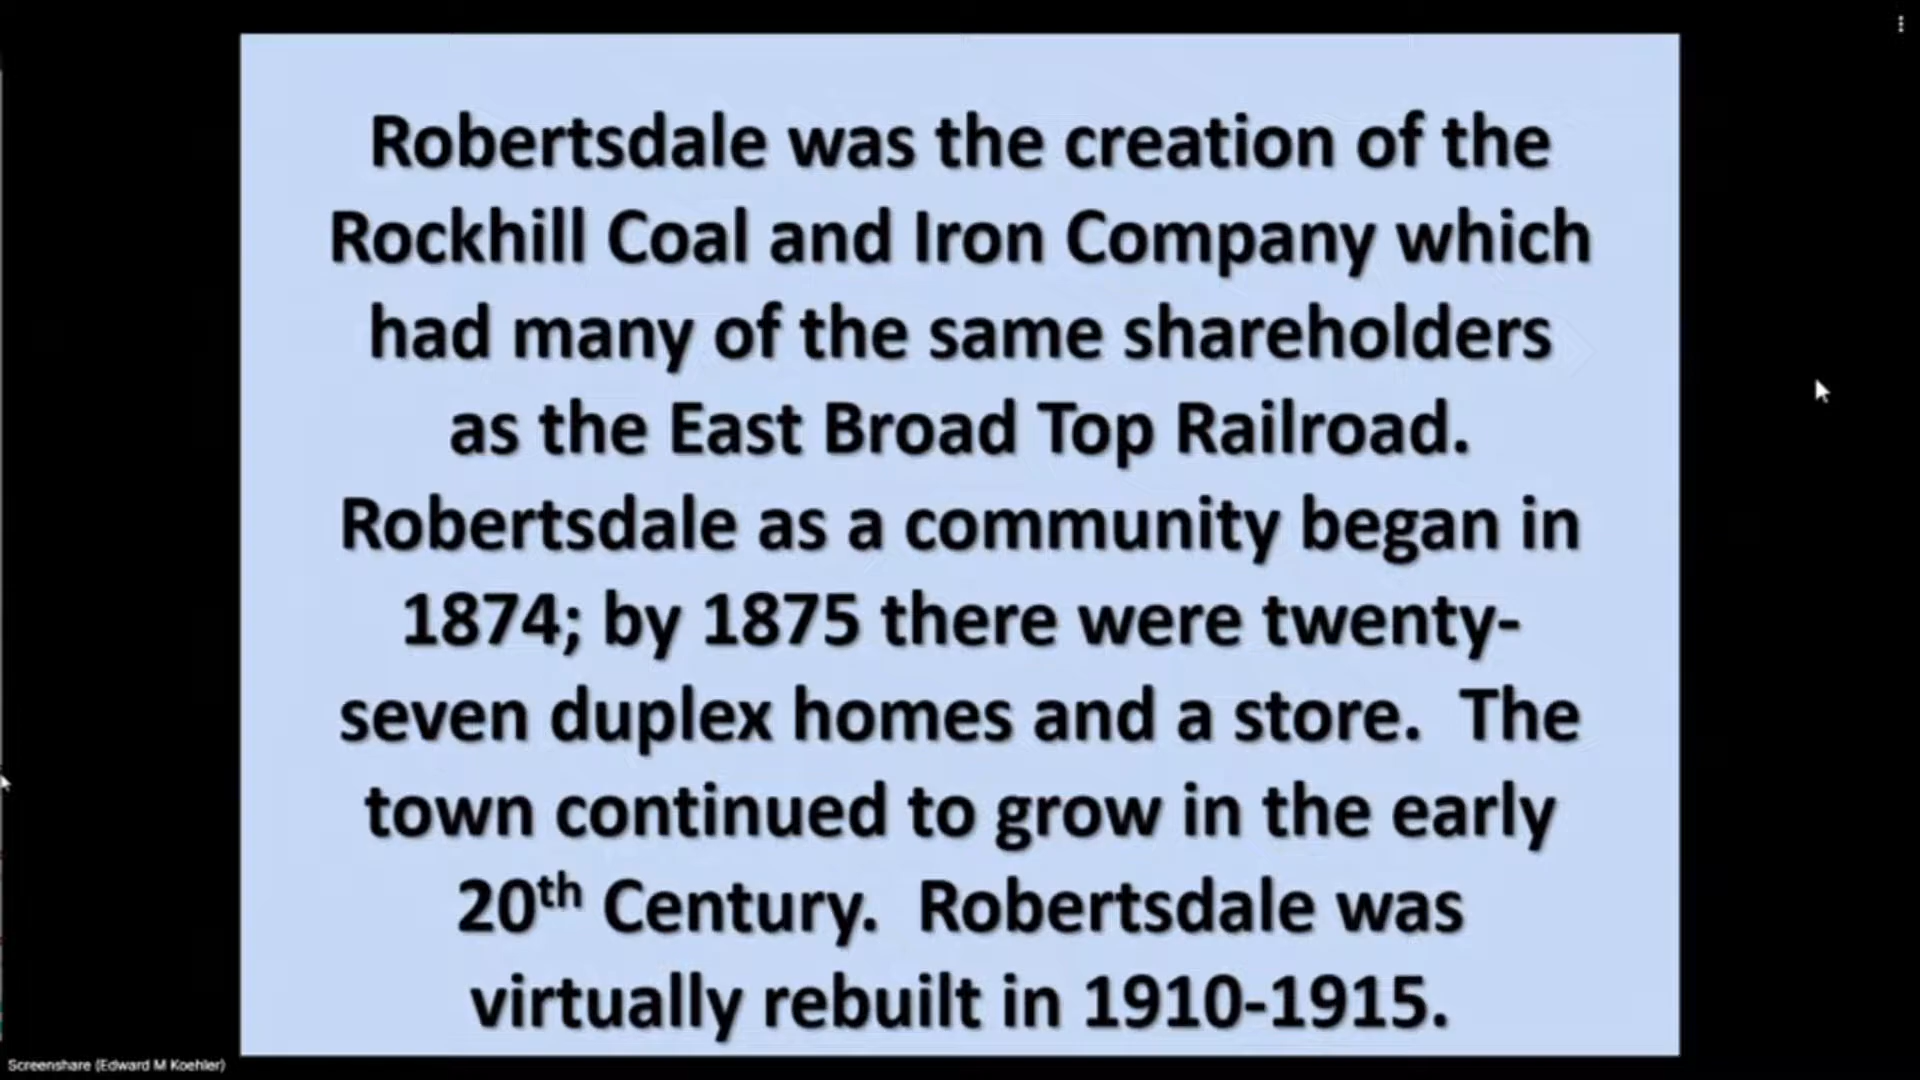 Robertsdale was the creation of the
Rockhill Coal and Iron Company which
had many of the same shareholders
as the East Broad Top Railroad.
Robertsdale as a community began in
1874; by 1875 there were twenty-
seven duplex homes and a store.  The
town continued to grow in the early
20th Century.  Robertsdale was
virtually rebuilt in 1910-1915.
Screenshare (Edward M Koehler)